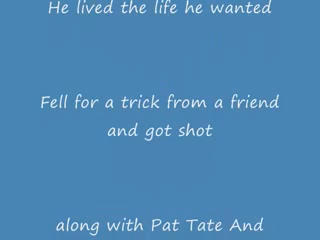 He lived the life he wanted
Fell for a trick from a friend
and got shot
along with Pat Tate And